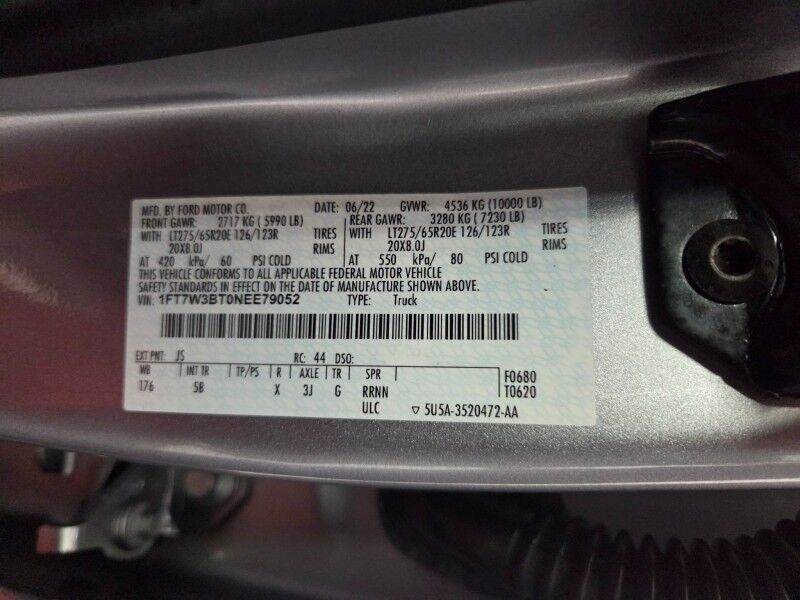 MFD. BY FORD MOTOR CO. DATE: 06/22 GVWR: 4536 KG (10000 LB)
FRONT GAWR: 2717 KG ( 5990 LB) REAR GAWR: 3280 KG ( 7230 LB)
WITH LT275/65R20E 126/123R TIRES WITH LT275/65R20E 126/123R TIRES
20X8.0J RIMS 20X8.0J RIMS
AT 420 kPa/ 60 PSI COLD AT 550 kPa/ 80 PSI COLD
THIS VEHICLE CONFORMS TO ALL APPLICABLE FEDERAL MOTOR VEHICLE
SAFETY STANDARDS IN EFFECT ON THE DATE OF MANUFACTURE SHOWN ABOVE.
VIN: 1FT7W3BT0NEE79052 TYPE: Truck
EXT PNT: JS RC: 44 DSO:
WB INT TR TP/PS R AXLE TR SPR F0680
176 5B X 3J G RRNN T0620
ULC ▽ 5U5A-3520472-AA